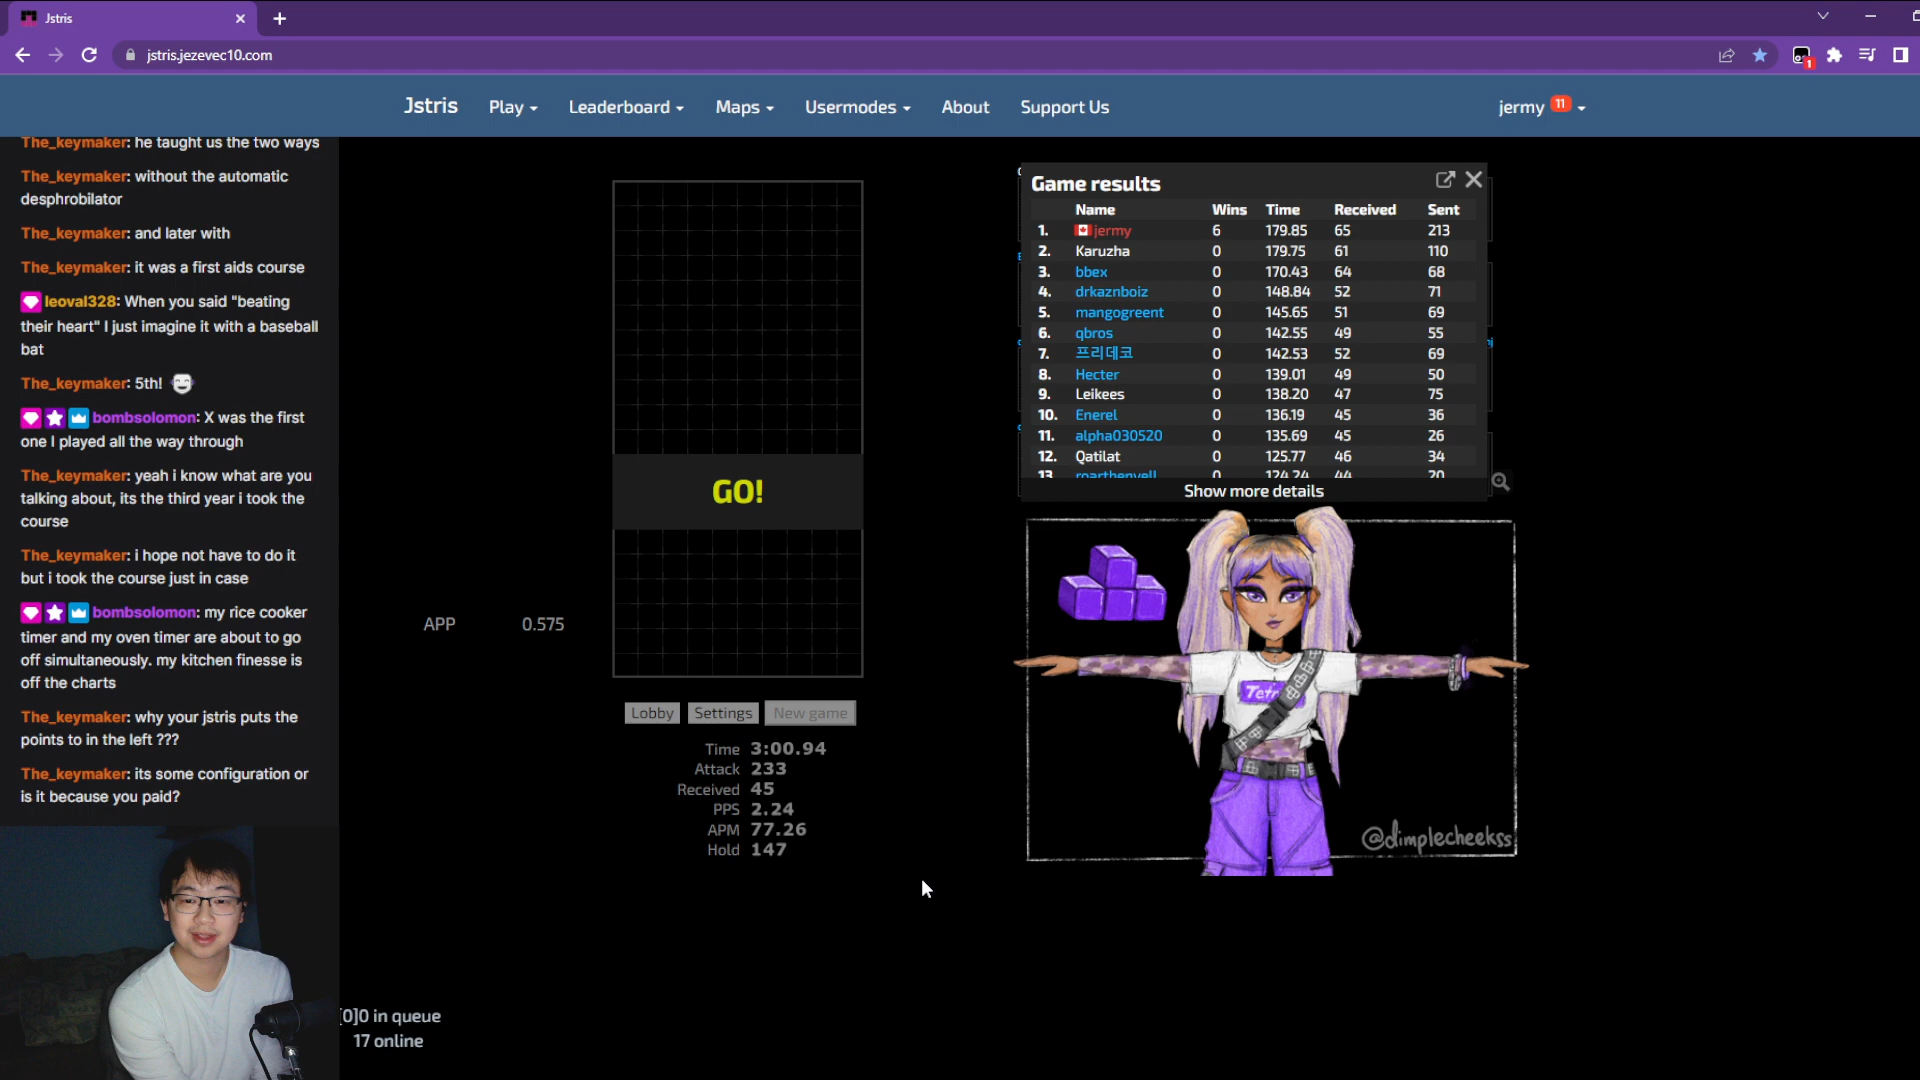 Jstris
jstris.jezevec10.com
1
Jstris Play Leaderboard Maps Usermodes About Support Us jermy 11
The_keymaker: he taught us the two ways
The_keymaker: without the automatic
desphrobilator
The_keymaker: and later with
The_keymaker: it was a first aids course
leoval328: When you said "beating
their heart" I just imagine it with a baseball
bat
The_keymaker: 5th!
bombsolomon: X was the first
one I played all the way through
The_keymaker: yeah i know what are you
talking about, its the third year i took the
course
The_keymaker: i hope not have to do it
but i took the course just in case
bombsolomon: my rice cooker
timer and my oven timer are about to go
off simultaneously. my kitchen finesse is
off the charts
The_keymaker: why your jstris puts the
points to in the left ???
The_keymaker: its some configuration or
is it because you paid?
APP 0.575
GO!
Lobby Settings New game
Time 3:00.94
Attack 233
Received 45
PPS 2.24
APM 77.26
Hold 147
Game results
Name Wins Time Received Sent
1. jermy 6 179.85 65 213
2. Karuzha 0 179.75 61 110
3. bbex 0 170.43 64 68
4. drkaznboiz 0 148.84 52 71
5. mangogreent 0 145.65 51 69
6. qbros 0 142.55 49 55
7. 프리데코 0 142.53 52 69
8. Hecter 0 139.01 49 50
9. Leikees 0 138.20 47 75
10. Enerel 0 136.19 45 36
11. alpha030520 0 135.69 45 26
12. Qatilat 0 125.77 46 34
13. roarthenyell 0 124.24 44 20
Show more details
Tetr
@dimplecheekss
[0]0 in queue
17 online